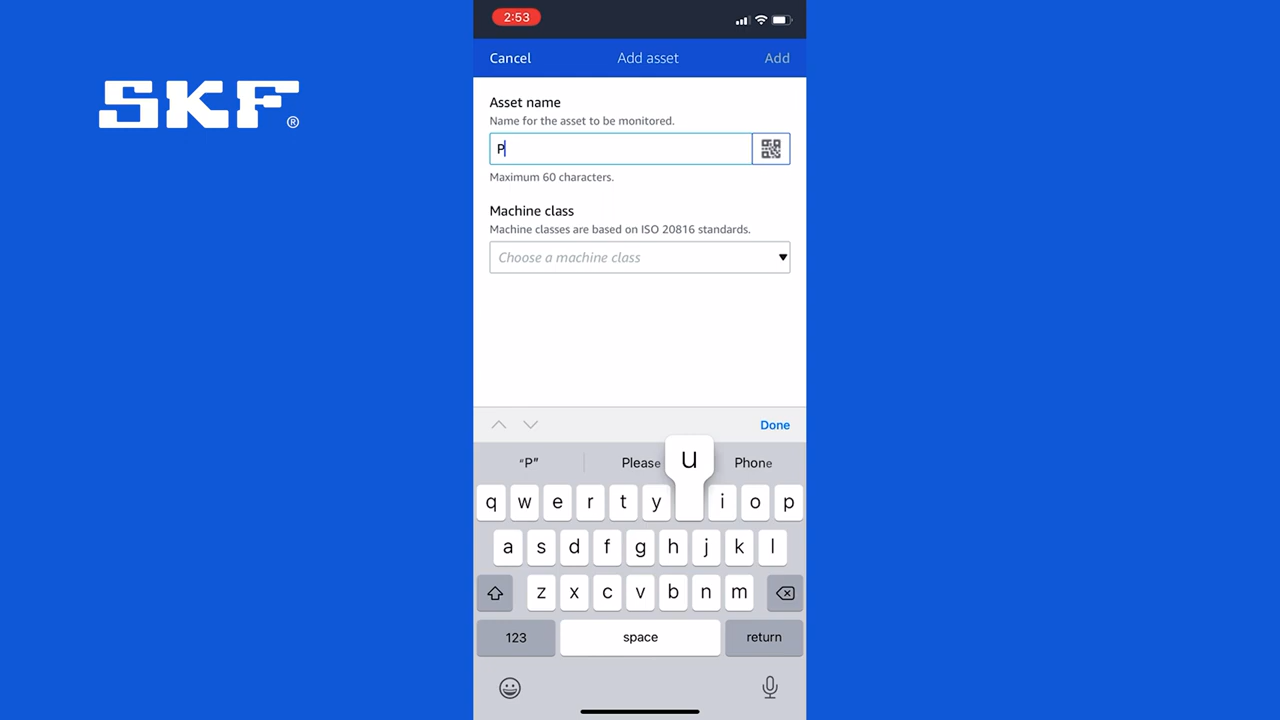 2:53
SKF®
Cancel Add asset Add
Asset name
Name for the asset to be monitored.
P
Maximum 60 characters.
Machine class
Machine classes are based on ISO 20816 standards.
Choose a machine class
Done
“P” Please Phone
u
q w e r t y i o p
a s d f g h j k l
z x c v b n m
123 space return